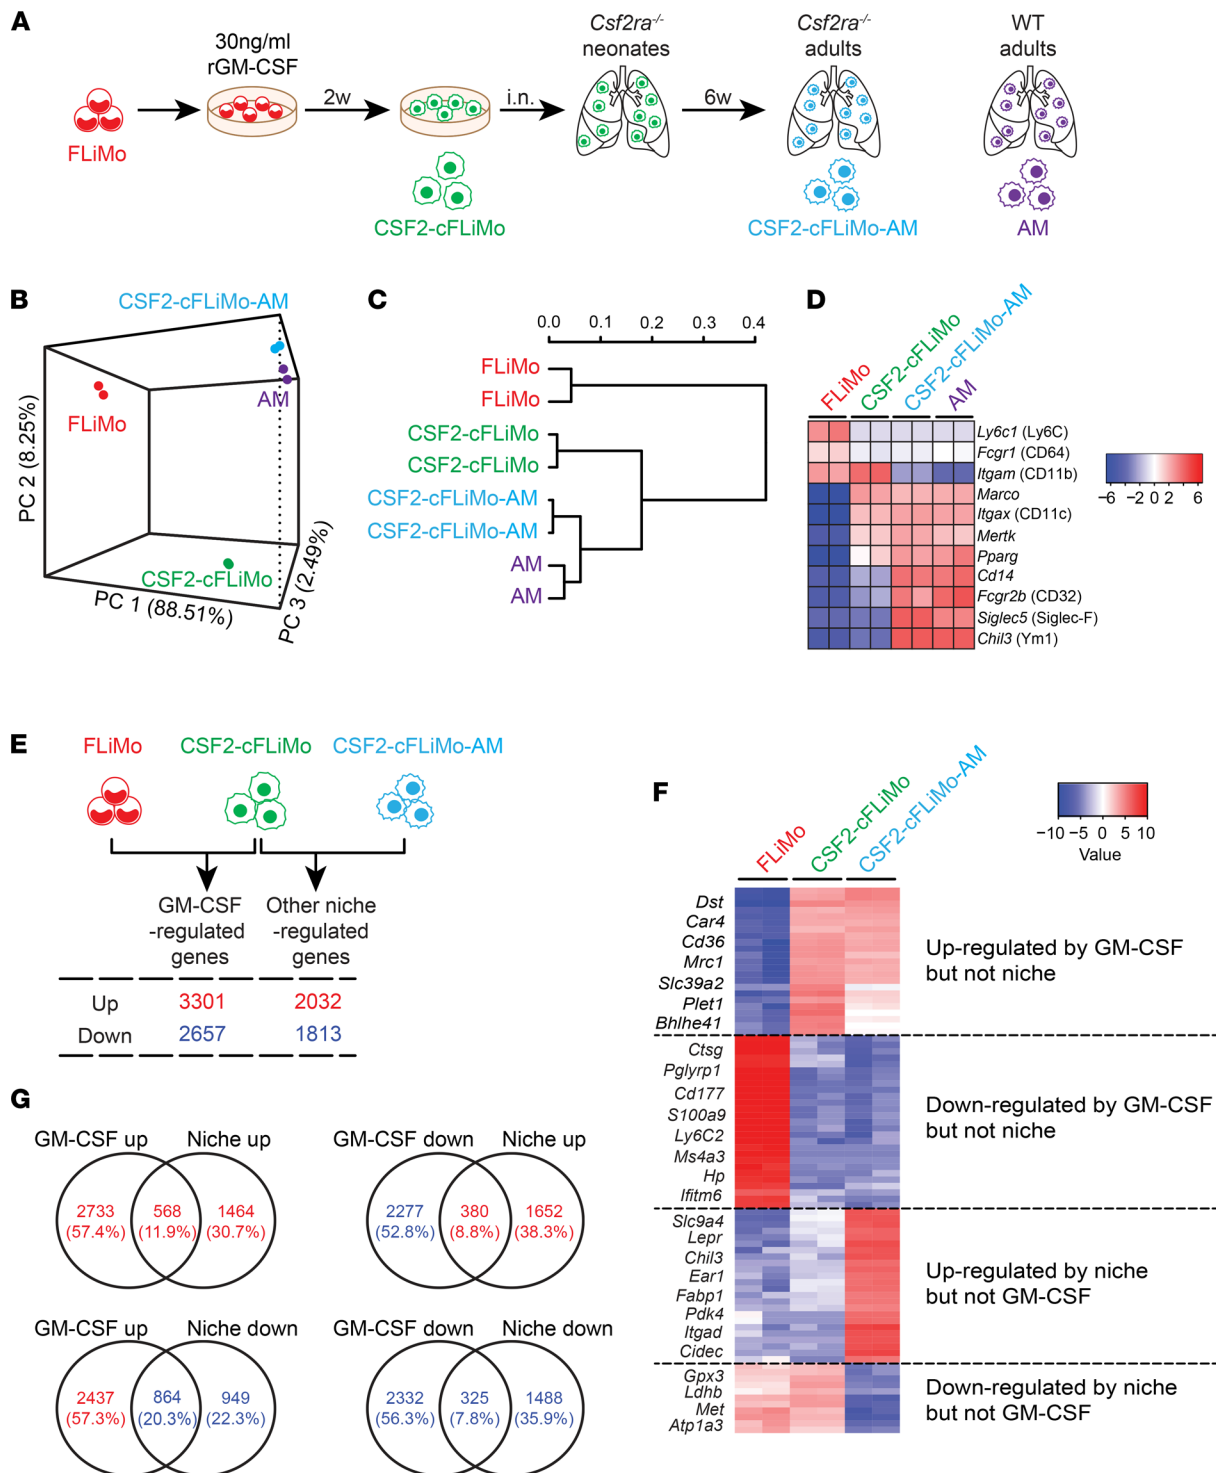 A
30ng/ml
rGM-CSF
Csf2ra-/-
neonates
Csf2ra-/-
adults
WT
adults
2w
i.n.
6w
FLiMo
CSF2-cFLiMo
CSF2-cFLiMo-AM
AM
B
CSF2-cFLiMo-AM
AM
FLiMo
CSF2-cFLiMo
PC 2 (8.25%)
PC 1 (88.51%)
PC 3 (2.49%)
C
0.0 0.1 0.2 0.3 0.4
FLiMo
FLiMo
CSF2-cFLiMo
CSF2-cFLiMo
CSF2-cFLiMo-AM
CSF2-cFLiMo-AM
AM
AM
D
FLiMo
CSF2-cFLiMo
CSF2-cFLiMo-AM
AM
Ly6c1 (Ly6C)
Fcgr1 (CD64)
Itgam (CD11b)
Marco
Itgax (CD11c)
Mertk
Pparg
Cd14
Fcgr2b (CD32)
Siglec5 (Siglec-F)
Chil3 (Ym1)
−6 −2 0 2 6
E
FLiMo CSF2-cFLiMo CSF2-cFLiMo-AM
GM-CSF
-regulated
genes
Other niche
-regulated
genes
Up 3301 2032
Down 2657 1813
F
FLiMo
CSF2-cFLiMo
CSF2-cFLiMo-AM
−10 −5 0 5 10
Value
Dst
Car4
Cd36
Mrc1
Slc39a2
Plet1
Bhlhe41
Up-regulated by GM-CSF
but not niche
Ctsg
Pglyrp1
Cd177
S100a9
Ly6C2
Ms4a3
Hp
Ifitm6
Down-regulated by GM-CSF
but not niche
Slc9a4
Lepr
Chil3
Ear1
Fabp1
Pdk4
Itgad
Cidec
Up-regulated by niche
but not GM-CSF
Gpx3
Ldhb
Met
Atp1a3
Down-regulated by niche
but not GM-CSF
G
GM-CSF up Niche up
2733 568 1464
(57.4%) (11.9%) (30.7%)
GM-CSF down Niche up
2277 380 1652
(52.8%) (8.8%) (38.3%)
GM-CSF up Niche down
2437 864 949
(57.3%) (20.3%) (22.3%)
GM-CSF down Niche down
2332 325 1488
(56.3%) (7.8%) (35.9%)